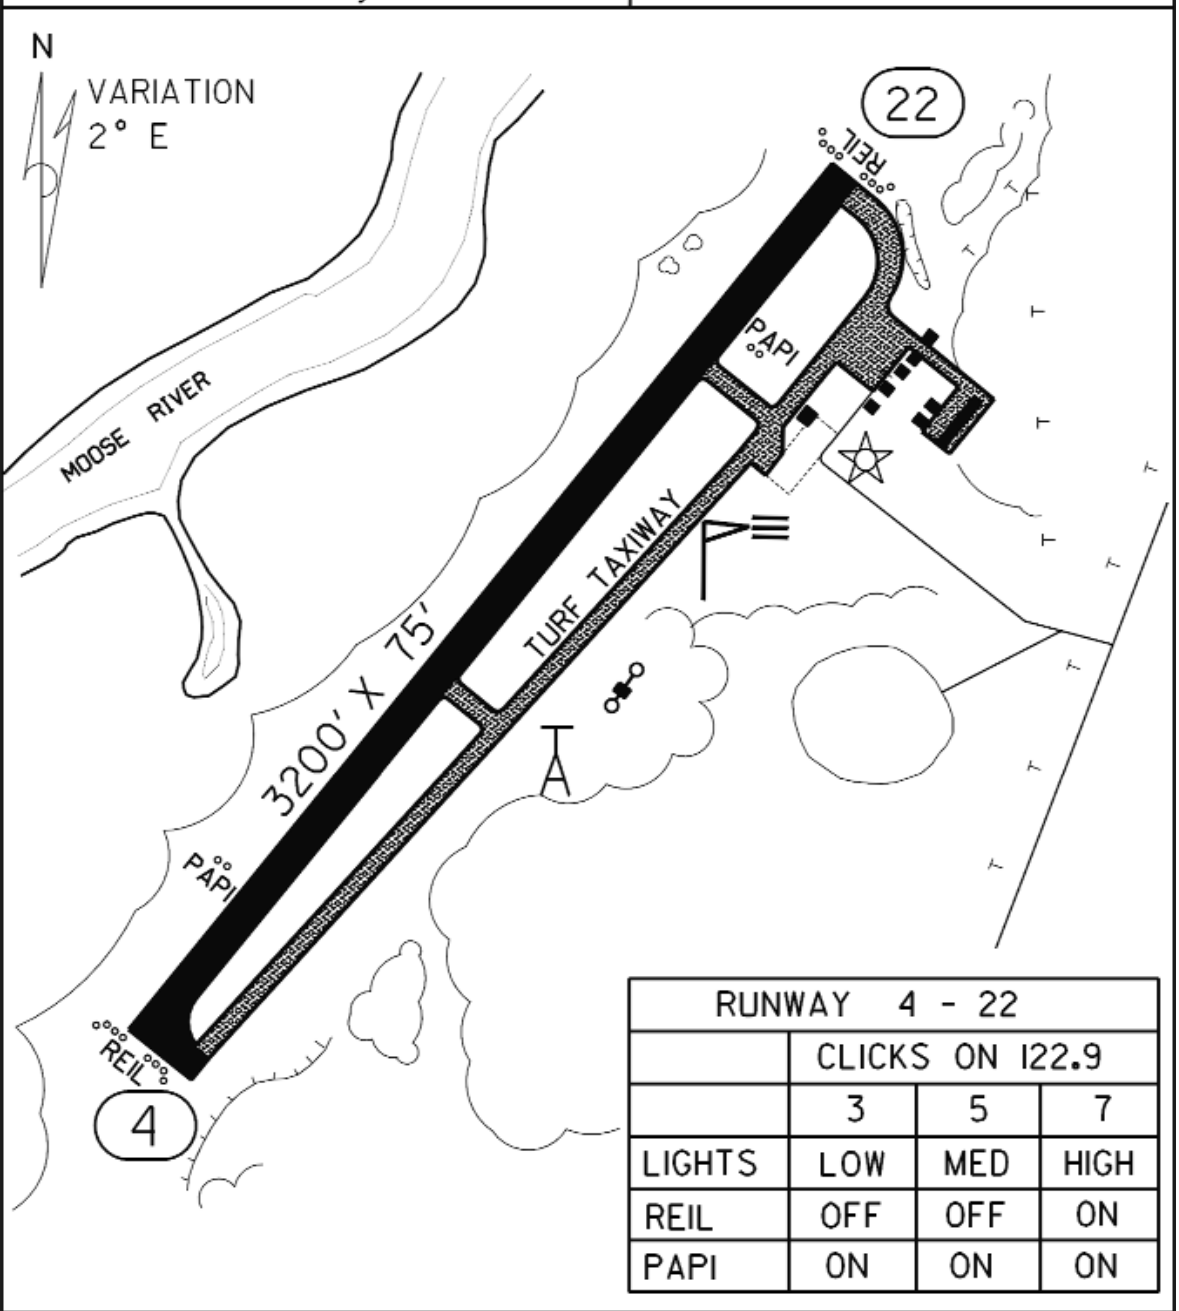 N
VARIATION
2° E
22
REIL
PAPI
MOOSE RIVER
TURF TAXIWAY
3200' X 75'
PAPI
REIL
4
RUNWAY 4 - 22
CLICKS ON 122.9
3 5 7
LIGHTS LOW MED HIGH
REIL OFF OFF ON
PAPI ON ON ON